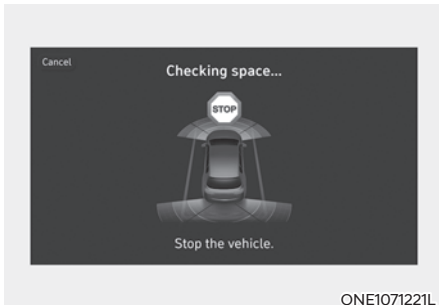 Cancel
Checking space...
STOP
Stop the vehicle.
ONE1071221L